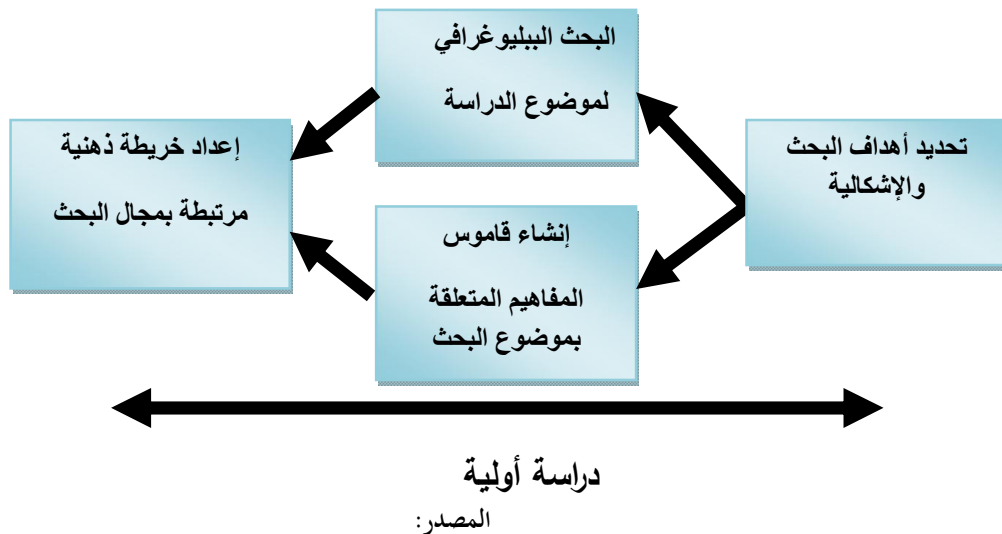 تحديد أهداف البحث
والإشكالية
البحث الببليوغرافي
لموضوع الدراسة
إنشاء قاموس
المفاهيم المتعلقة
بموضوع البحث
إعداد خريطة ذهنية
مرتبطة بمجال البحث
دراسة أولية
المصدر: